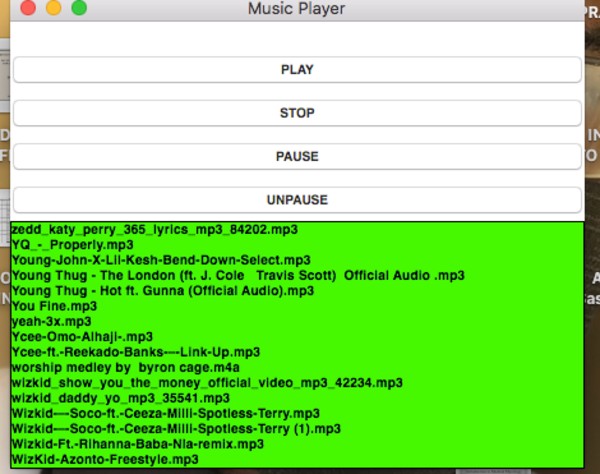 Music Player
PLAY
STOP
PAUSE
UNPAUSE
zedd_katy_perry_365_lyrics_mp3_84202.mp3
YQ_-_Properly.mp3
Young-John-X-Lil-Kesh-Bend-Down-Select.mp3
Young Thug - The London (ft. J. Cole   Travis Scott)  Official Audio .mp3
Young Thug - Hot ft. Gunna (Official Audio).mp3
You Fine.mp3
yeah-3x.mp3
Ycee-Omo-Alhaji-.mp3
Ycee-ft.-Reekado-Banks-–-Link-Up.mp3
worship medley by  byron cage.m4a
wizkid_show_you_the_money_official_video_mp3_42234.mp3
wizkid_daddy_yo_mp3_35541.mp3
Wizkid-–-Soco-ft.-Ceeza-Milli-Spotless-Terry.mp3
Wizkid-–-Soco-ft.-Ceeza-Milli-Spotless-Terry (1).mp3
Wizkid-Ft.-Rihanna-Baba-Nla-remix.mp3
WizKid-Azonto-Freestyle.mp3